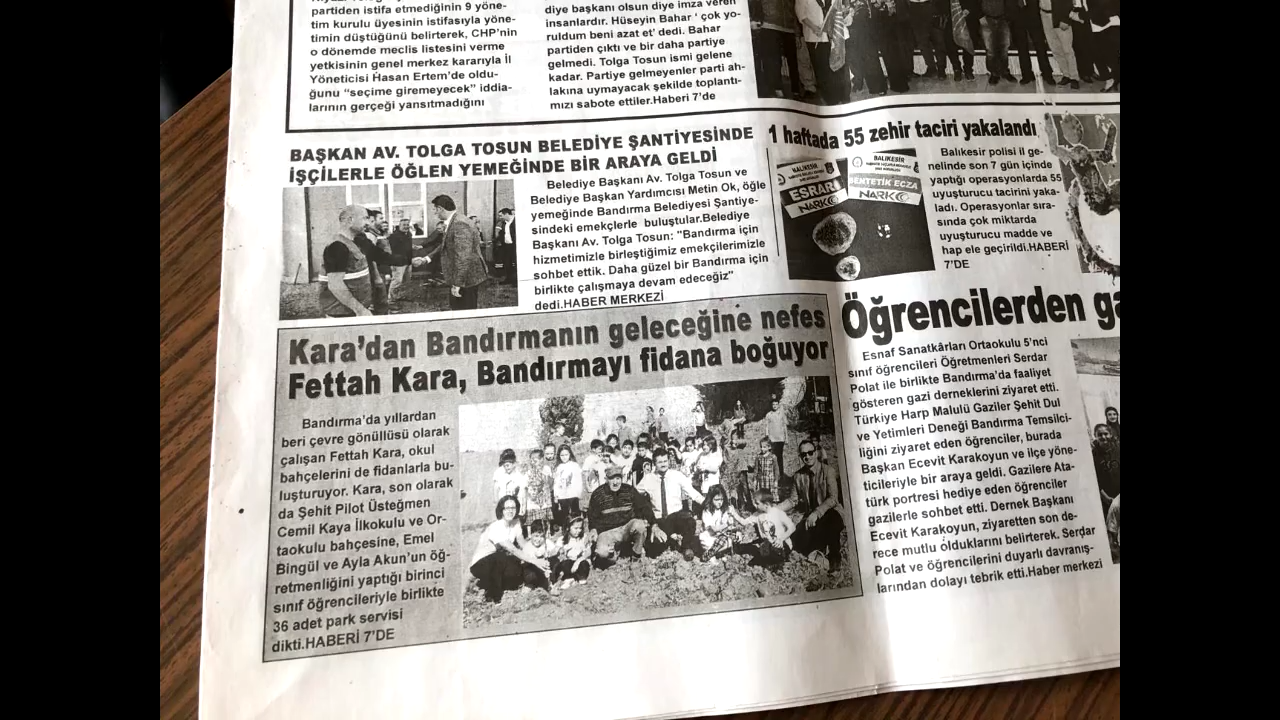 partiden istifa etmediğinin 9 yöne-
tim kurulu üyesinin istifasıyla yöne-
timin düştüğünü belirterek, CHP'nin
o dönemde meclis listesini verme
yetkisinin genel merkez kararıyla İl
Yöneticisi Hasan Ertem'de oldu-
ğunu “seçime giremeyecek” iddia-
larının gerçeği yansıtmadığını
diye başkanı olsun diye imza veren
insanlardır. Hüseyin Bahar ‘ çok yo-
ruldum beni azat et’ dedi. Bahar
partiden çıktı ve bir daha partiye
gelmedi. Tolga Tosun ismi gelene
kadar. Partiye gelmeyenler parti ah-
lakına uymayacak şekilde toplantı-
mızı sabote ettiler.Haberi 7’de
BAŞKAN AV. TOLGA TOSUN BELEDİYE ŞANTİYESİNDE
İŞÇİLERLE ÖĞLEN YEMEĞİNDE BİR ARAYA GELDİ
Belediye Başkanı Av. Tolga Tosun ve
Belediye Başkan Yardımcısı Metin Ok, öğle
yemeğinde Bandırma Belediyesi Şantiye-
sindeki emekçlerle buluştular.Belediye
Başkanı Av. Tolga Tosun: "Bandırma için
hizmetimizle birleştiğimiz emekçilerimizle
sohbet ettik. Daha güzel bir Bandırma için
birlikte çalışmaya devam edeceğiz"
dedi.HABER MERKEZİ
1 haftada 55 zehir taciri yakalandı
BALIKESİR
ESRAR
NARKO
BALIKESİR
SENTETİK ECZA
NARKO
Balıkesir polisi il ge-
nelinde son 7 gün içinde
yaptığı operasyonlarda 55
uyuşturucu tacirini yaka-
ladı. Operasyonlar sıra-
sında çok miktarda
uyuşturucu madde ve
hap ele geçirildi.HABERİ
7’DE
Kara’dan Bandırmanın geleceğine nefes
Fettah Kara, Bandırmayı fidana boğuyor
Bandırma’da yıllardan
beri çevre gönüllüsü olarak
çalışan Fettah Kara, okul
bahçelerini de fidanlarla bu-
luşturuyor. Kara, son olarak
da Şehit Pilot Üsteğmen
Cemil Kaya İlkokulu ve Or-
taokulu bahçesine, Emel
Bingül ve Ayla Akun’un öğ-
retmenliğini yaptığı birinci
sınıf öğrencileriyle birlikte
36 adet park servisi
dikti.HABERİ 7’DE
Öğrencilerden ga
Esnaf Sanatkârları Ortaokulu 5’nci
sınıf öğrencileri Öğretmenleri Serdar
Polat ile birlikte Bandırma’da faaliyet
gösteren gazi derneklerini ziyaret etti.
Türkiye Harp Malulü Gaziler Şehit Dul
ve Yetimleri Deneği Bandırma Temsilci-
liğini ziyaret eden öğrenciler, burada
Başkan Ecevit Karakoyun ve ilçe yöne-
ticileriyle bir araya geldi. Gazilere Ata-
türk portresi hediye eden öğrenciler
gazilerle sohbet etti. Dernek Başkanı
Ecevit Karakoyun, ziyaretten son de-
rece mutlu olduklarını belirterek. Serdar
Polat ve öğrencilerini duyarlı davranış-
larından dolayı tebrik etti.Haber merkezi